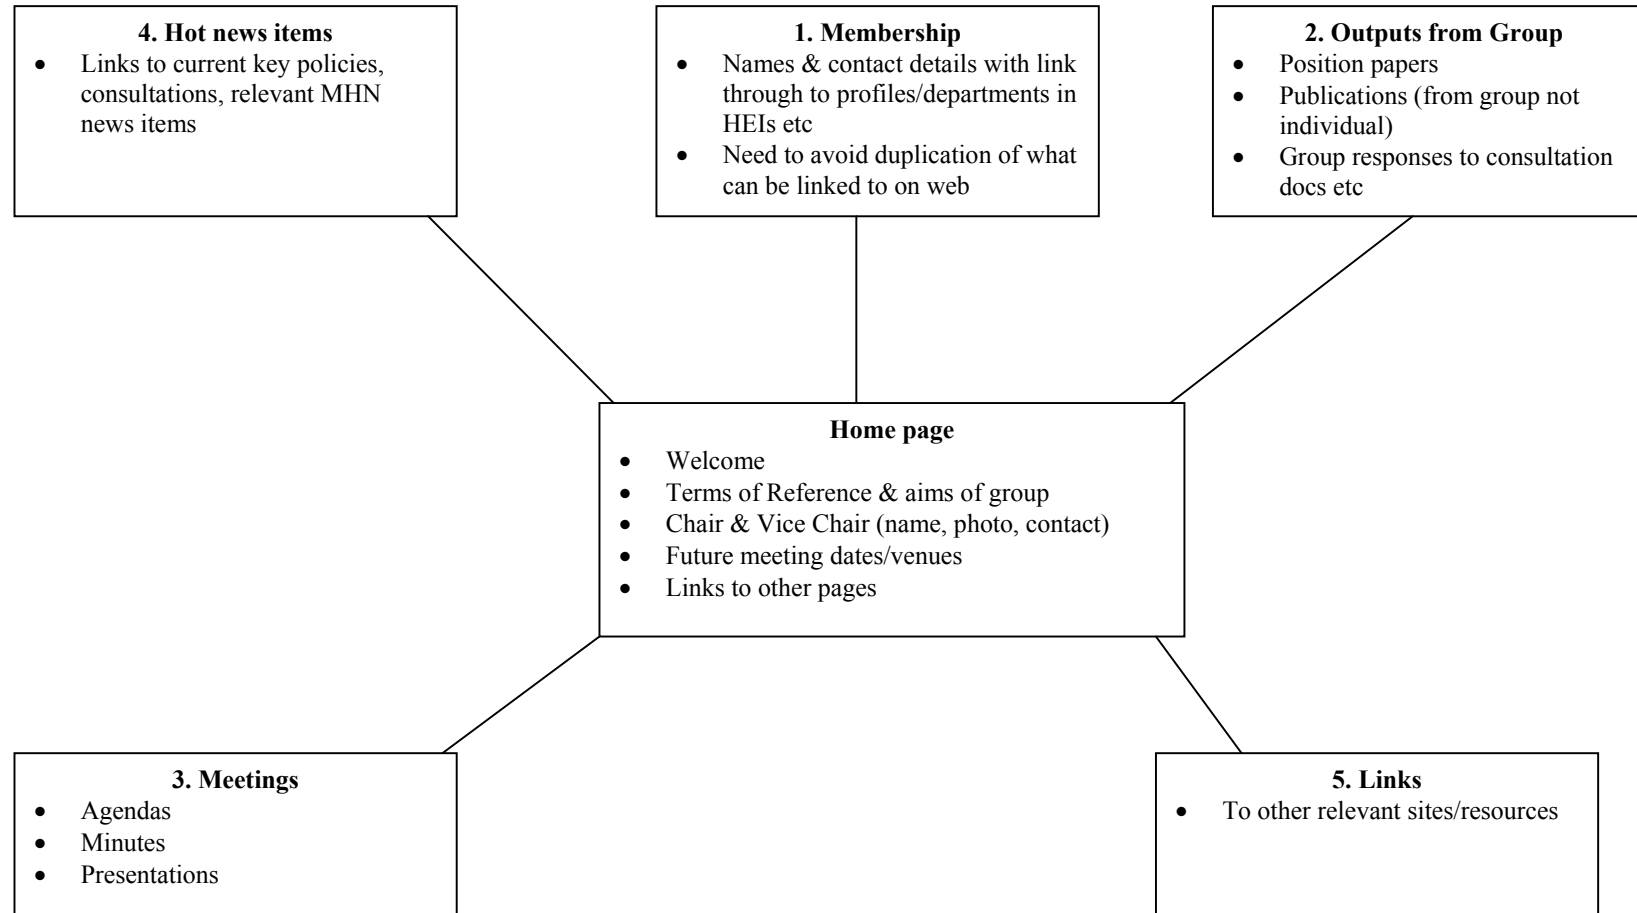 4. Hot news items
• Links to current key policies,
consultations, relevant MHN
news items
1. Membership
• Names & contact details with link
through to profiles/departments in
HEIs etc
• Need to avoid duplication of what
can be linked to on web
2. Outputs from Group
• Position papers
• Publications (from group not
individual)
• Group responses to consultation
docs etc
Home page
• Welcome
• Terms of Reference & aims of group
• Chair & Vice Chair (name, photo, contact)
• Future meeting dates/venues
• Links to other pages
3. Meetings
• Agendas
• Minutes
• Presentations
5. Links
• To other relevant sites/resources